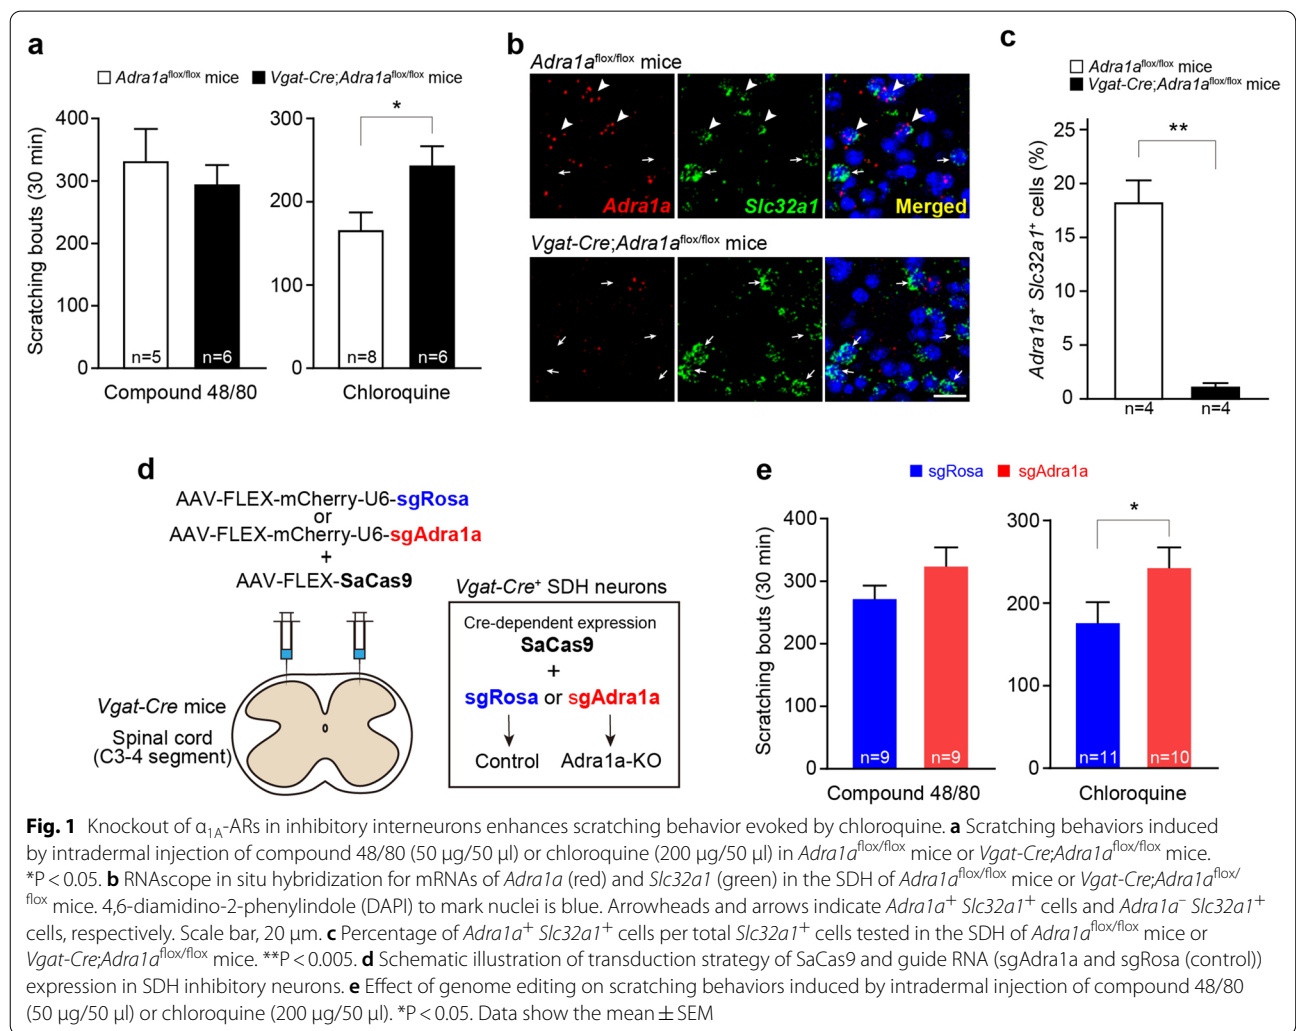 a
Adra1a^flox/flox mice
Vgat-Cre;Adra1a^flox/flox mice
Scratching bouts (30 min)
400
300
200
100
0
n=5
n=6
Compound 48/80
300
200
100
0
*
n=8
n=6
Chloroquine
b
Adra1a^flox/flox mice
Adra1a
Slc32a1
Merged
Vgat-Cre;Adra1a^flox/flox mice
c
Adra1a^flox/flox mice
Vgat-Cre;Adra1a^flox/flox mice
Adra1a⁺ Slc32a1⁺ cells (%)
25
20
15
10
5
0
**
n=4
n=4
d
AAV-FLEX-mCherry-U6-sgRosa
or
AAV-FLEX-mCherry-U6-sgAdra1a
+
AAV-FLEX-SaCas9
Vgat-Cre mice
Spinal cord
(C3-4 segment)
Vgat-Cre⁺ SDH neurons
Cre-dependent expression
SaCas9
+
sgRosa or sgAdra1a
Control
Adra1a-KO
e
sgRosa
sgAdra1a
Scratching bouts (30 min)
400
300
200
100
0
n=9
n=9
Compound 48/80
300
200
100
0
*
n=11
n=10
Chloroquine
Fig. 1 Knockout of α₁A-ARs in inhibitory interneurons enhances scratching behavior evoked by chloroquine. a Scratching behaviors induced
by intradermal injection of compound 48/80 (50 μg/50 μl) or chloroquine (200 μg/50 μl) in Adra1a^flox/flox mice or Vgat-Cre;Adra1a^flox/flox mice.
*P < 0.05. b RNAscope in situ hybridization for mRNAs of Adra1a (red) and Slc32a1 (green) in the SDH of Adra1a^flox/flox mice or Vgat-Cre;Adra1a^flox/
flox mice. 4,6-diamidino-2-phenylindole (DAPI) to mark nuclei is blue. Arrowheads and arrows indicate Adra1a⁺ Slc32a1⁺ cells and Adra1a⁻ Slc32a1⁺
cells, respectively. Scale bar, 20 μm. c Percentage of Adra1a⁺ Slc32a1⁺ cells per total Slc32a1⁺ cells tested in the SDH of Adra1a^flox/flox mice or
Vgat-Cre;Adra1a^flox/flox mice. **P < 0.005. d Schematic illustration of transduction strategy of SaCas9 and guide RNA (sgAdra1a and sgRosa (control))
expression in SDH inhibitory neurons. e Effect of genome editing on scratching behaviors induced by intradermal injection of compound 48/80
(50 μg/50 μl) or chloroquine (200 μg/50 μl). *P < 0.05. Data show the mean ± SEM